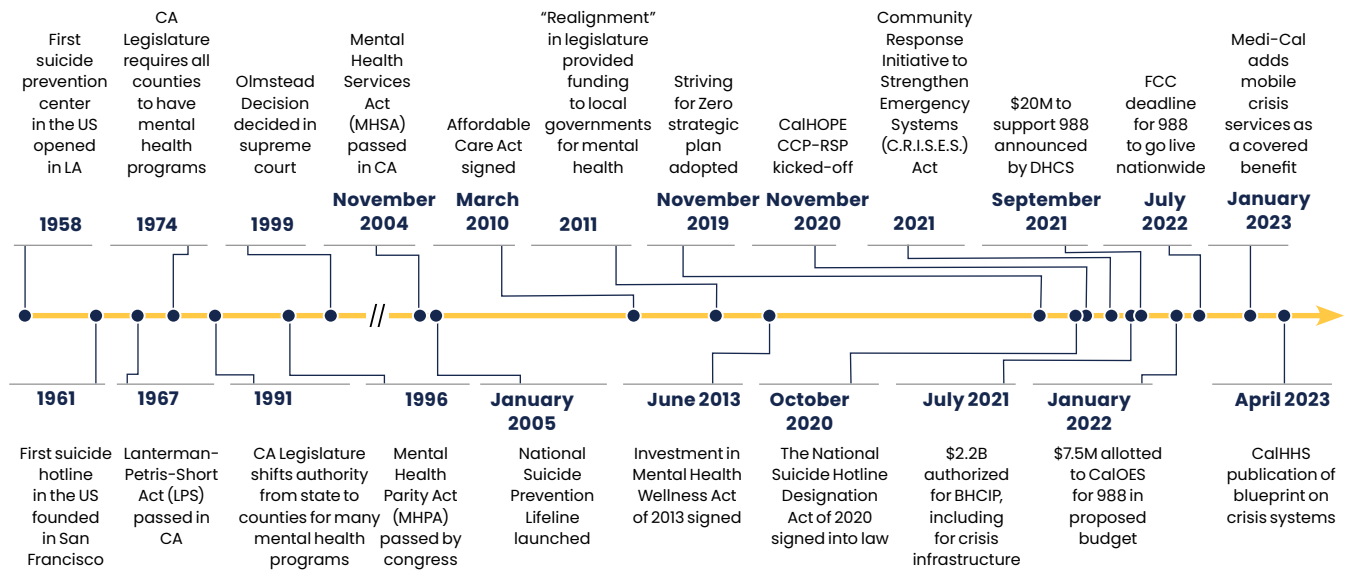 First
suicide
prevention
center
in the US
opened
in LA
1958
CA
Legislature
requires all
counties
to have
mental
health
programs
1974
Olmstead
Decision
decided in
supreme
court
1999
Mental
Health
Services
Act
(MHSA)
passed
in CA
November
2004
Affordable
Care Act
signed
March
2010
“Realignment”
in legislature
provided
funding
to local
governments
for mental
health
2011
Striving
for Zero
strategic
plan
adopted
November
2019
CalHOPE
CCP-RSP
kicked-off
November
2020
Community
Response
Initiative to
Strengthen
Emergency
Systems
(C.R.I.S.E.S.)
Act
2021
$20M to
support 988
announced
by DHCS
September
2021
FCC
deadline
for 988
to go live
nationwide
July
2022
Medi-Cal
adds
mobile
crisis
services as
a covered
benefit
January
2023
1961
First suicide
hotline
in the US
founded
in San
Francisco
1967
Lanterman-
Petris-Short
Act (LPS)
passed in
CA
1991
CA Legislature
shifts authority
from state to
counties for many
mental health
programs
1996
Mental
Health
Parity Act
(MHPA)
passed by
congress
January
2005
National
Suicide
Prevention
Lifeline
launched
June 2013
Investment in
Mental Health
Wellness Act
of 2013 signed
October
2020
The National
Suicide Hotline
Designation
Act of 2020
signed into law
July 2021
$2.2B
authorized
for BHCIP,
including
for crisis
infrastructure
January
2022
$7.5M allotted
to CalOES
for 988 in
proposed
budget
April 2023
CalHHS
publication of
blueprint on
crisis systems